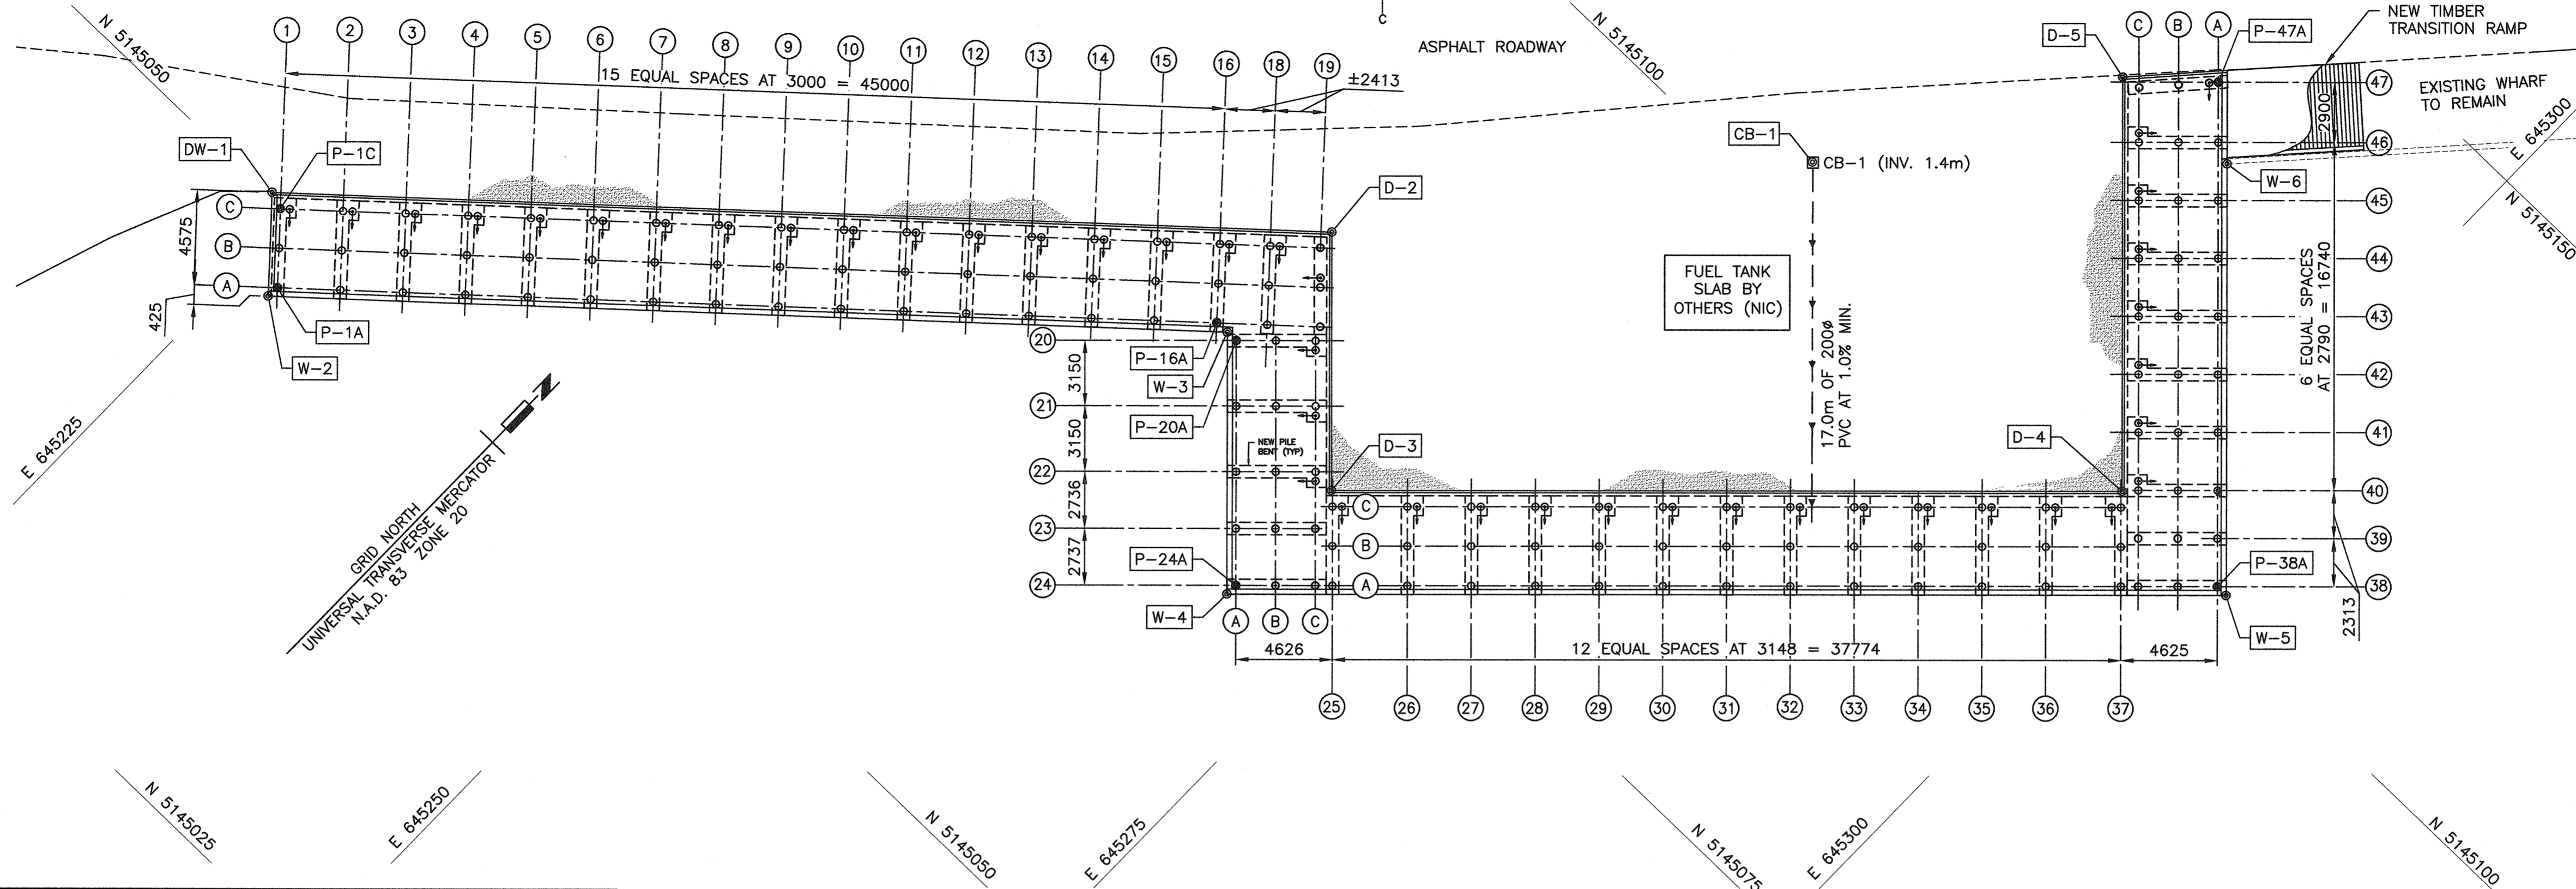 C
ASPHALT ROADWAY
N 5145050
N 5145100
NEW TIMBER
TRANSITION RAMP
EXISTING WHARF
TO REMAIN
E 645300
N 5145150
1
2
3
4
5
6
7
8
9
10
11
12
13
14
15
16
18
19
15 EQUAL SPACES AT 3000 = 45000
±2413
D-5
C
B
A
P-47A
47
46
45
44
43
42
41
40
39
38
2900
6 EQUAL SPACES
AT 2790 = 16740
2313
W-6
DW-1
P-1C
C
B
A
4575
425
P-1A
W-2
D-2
CB-1
CB-1 (INV. 1.4m)
FUEL TANK
SLAB BY
OTHERS (NIC)
17.0m OF 200ø
PVC AT 1.0% MIN.
P-16A
W-3
P-20A
20
21
22
23
24
3150
3150
2736
2737
NEW PILE
BENT (TYP)
D-3
D-4
P-24A
W-4
C
B
A
P-38A
W-5
A
B
C
4626
12 EQUAL SPACES AT 3148 = 37774
4625
25
26
27
28
29
30
31
32
33
34
35
36
37
E 645225
GRID NORTH
UNIVERSAL TRANSVERSE MERCATOR
N.A.D. 83 ZONE 20
N
N 5145025
E 645250
N 5145050
E 645275
N 5145075
E 645300
N 5145100